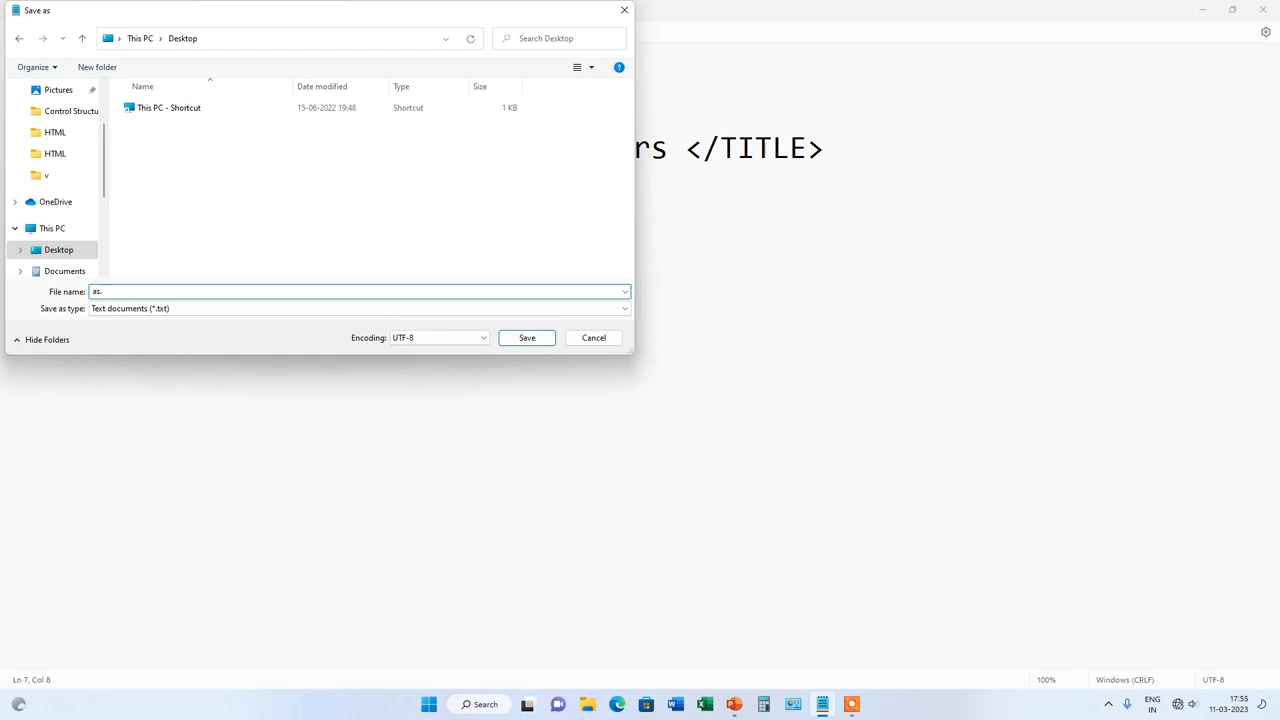 Save as
This PC > Desktop
Search Desktop
Organize
New folder
Name Date modified Type Size
Pictures
This PC - Shortcut 15-06-2022 19:48 Shortcut 1 KB
Control Structu
HTML
HTML
v
OneDrive
This PC
Desktop
Documents
rs </TITLE>
File name: as.
Save as type: Text documents (*.txt)
Hide Folders
Encoding: UTF-8 Save Cancel
Ln 7, Col 8 100% Windows (CRLF) UTF-8
Search
ENG
IN
17:55
11-03-2023